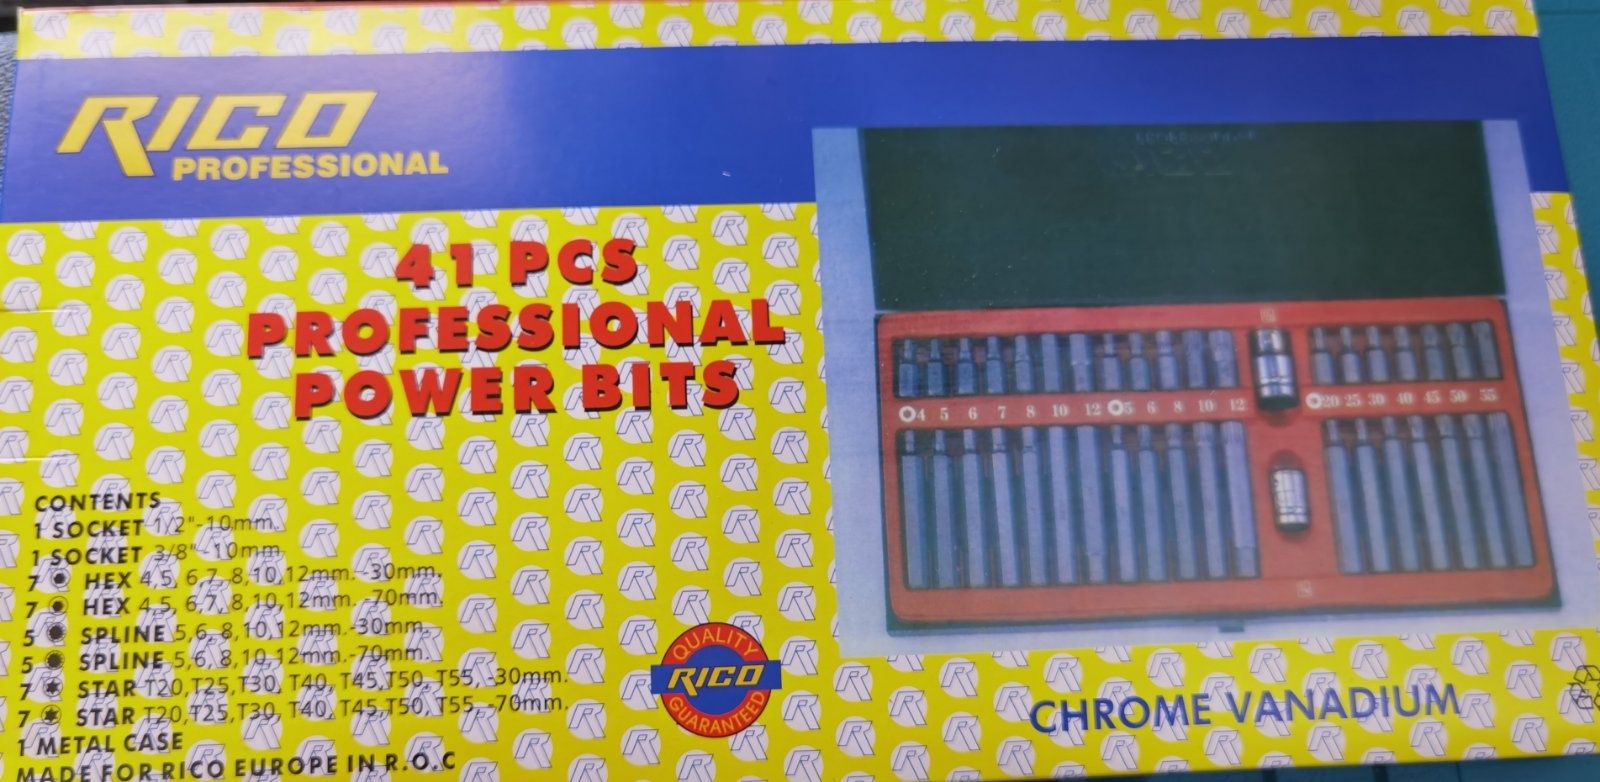 RICO
PROFESSIONAL
41 PCS
PROFESSIONAL
POWER BITS
CONTENTS
1 SOCKET 1/2"-10mm.
1 SOCKET 3/8"-10mm
7 HEX 4,5, 6,7, 8,10,12mm.-30mm.
7 HEX 4,5, 6,7, 8,10,12mm.-70mm.
5 SPLINE 5,6, 8,10,12mm.-30mm.
5 SPLINE 5,6, 8,10,12mm.-70mm.
7 STAR T20,T25,T30, T40, T45,T50, T55, -30mm.
7 STAR T20,T25,T30, T40, T45,T50, T55, -70mm.
1 METAL CASE
MADE FOR RICO EUROPE IN R.O.C
QUALITY
RICO
GUARANTEED
4 5 6 7 8 10 12 5 6 8 10 12 20 25 30 40 45 50 55
CHROME VANADIUM